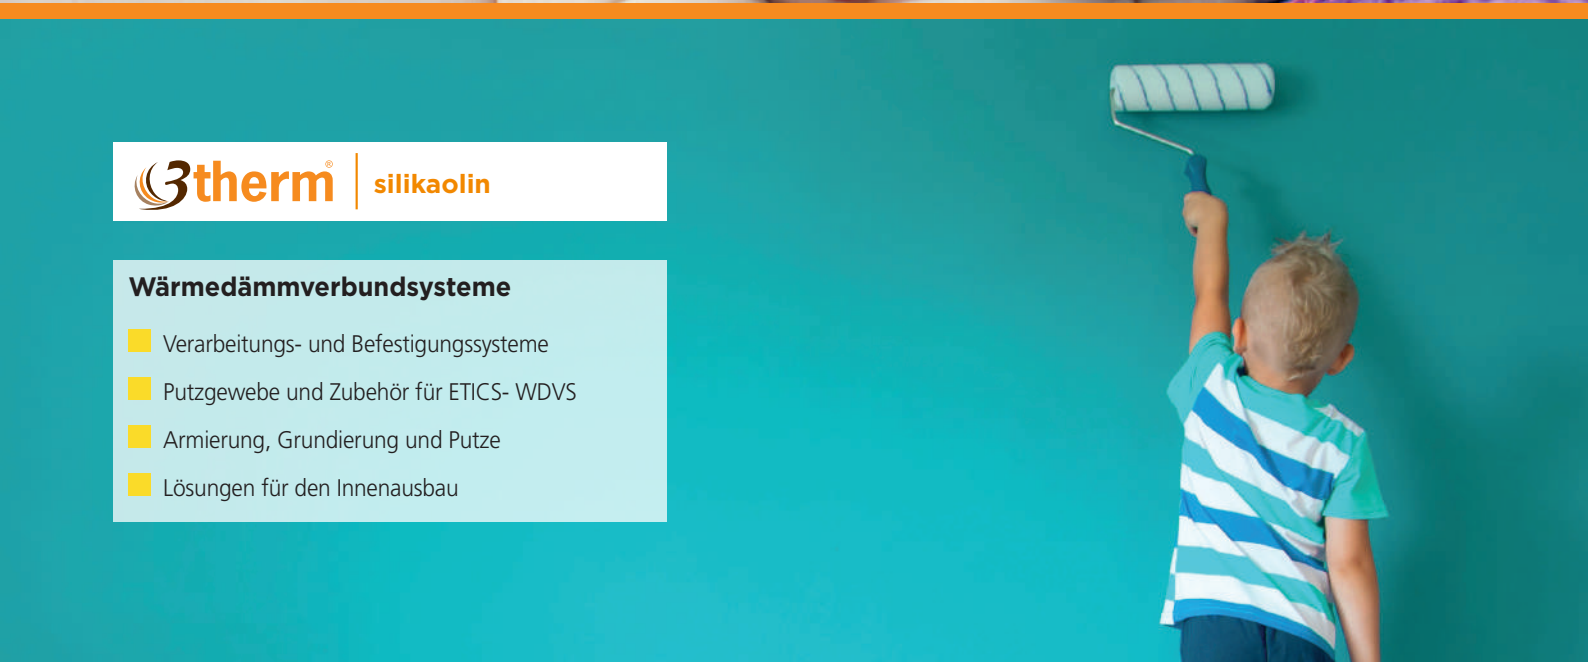 3therm® silikaolin
Wärmedämmverbundsysteme
Verarbeitungs- und Befestigungssysteme
Putzgewebe und Zubehör für ETICS- WDVS
Armierung, Grundierung und Putze
Lösungen für den Innenausbau